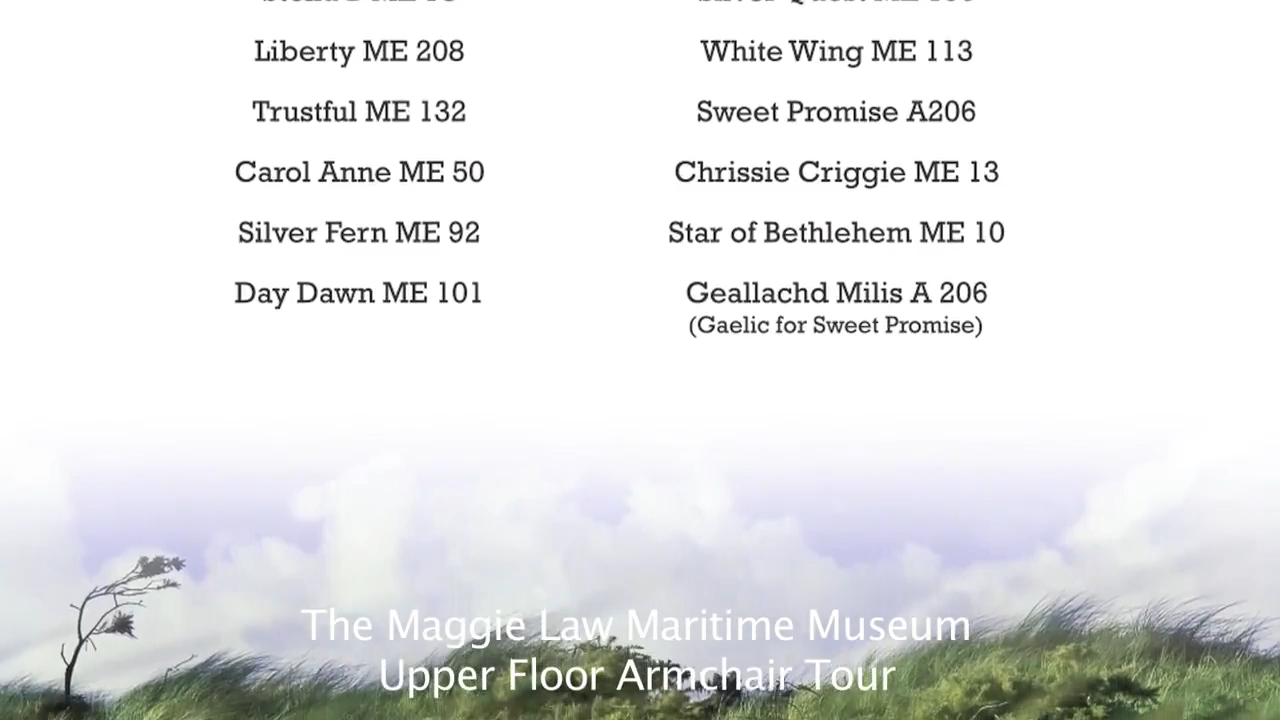 Liberty ME 208
Trustful ME 132
Carol Anne ME 50
Silver Fern ME 92
Day Dawn ME 101
White Wing ME 113
Sweet Promise A206
Chrissie Criggie ME 13
Star of Bethlehem ME 10
Geallachd Milis A 206
(Gaelic for Sweet Promise)
The Maggie Law Maritime Museum
Upper Floor Armchair Tour